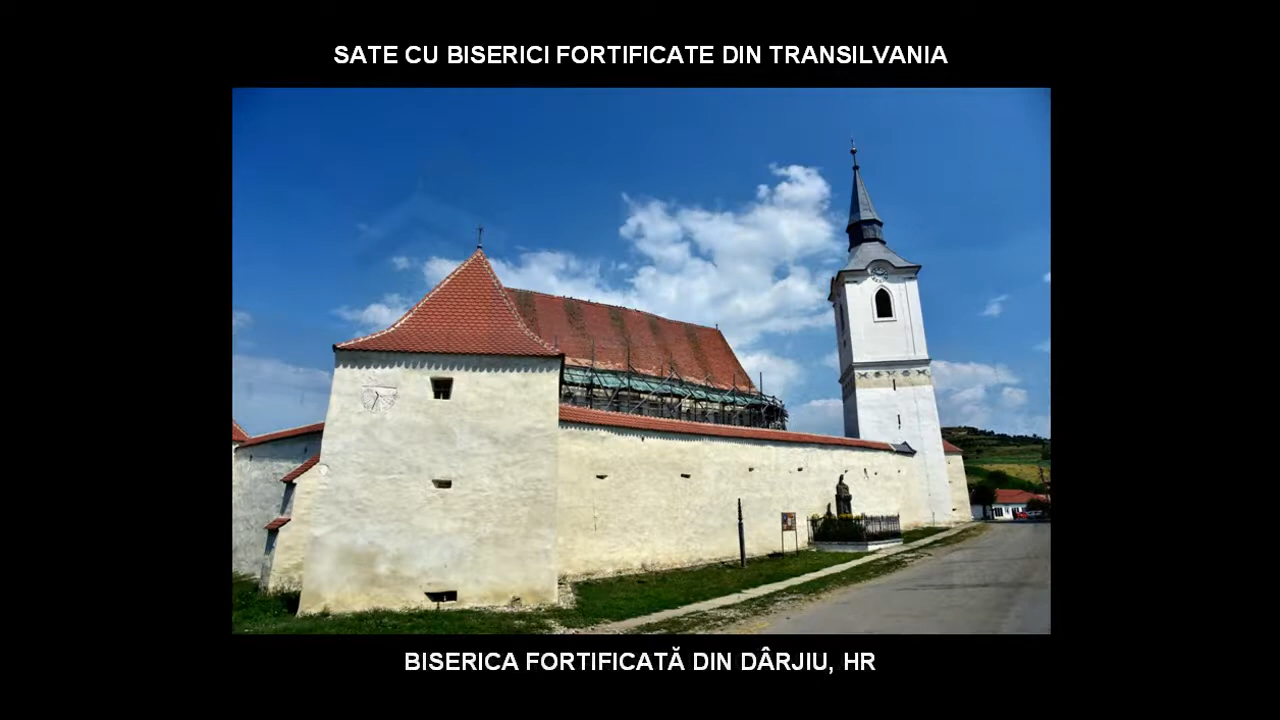 SATE CU BISERICI FORTIFICATE DIN TRANSILVANIA
BISERICA FORTIFICATĂ DIN DÂRJIU, HR